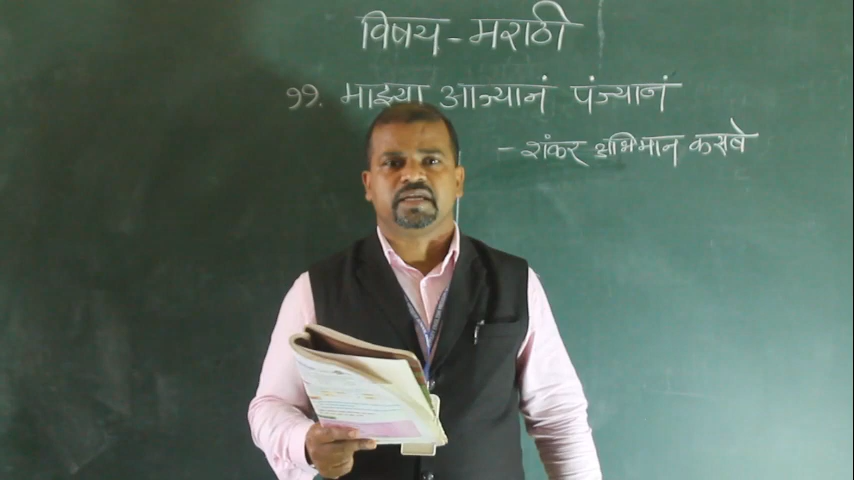 विषय - मराठी
११. माझ्या आज्यानं पंज्यानं
- शंकर अभिमान कसबे